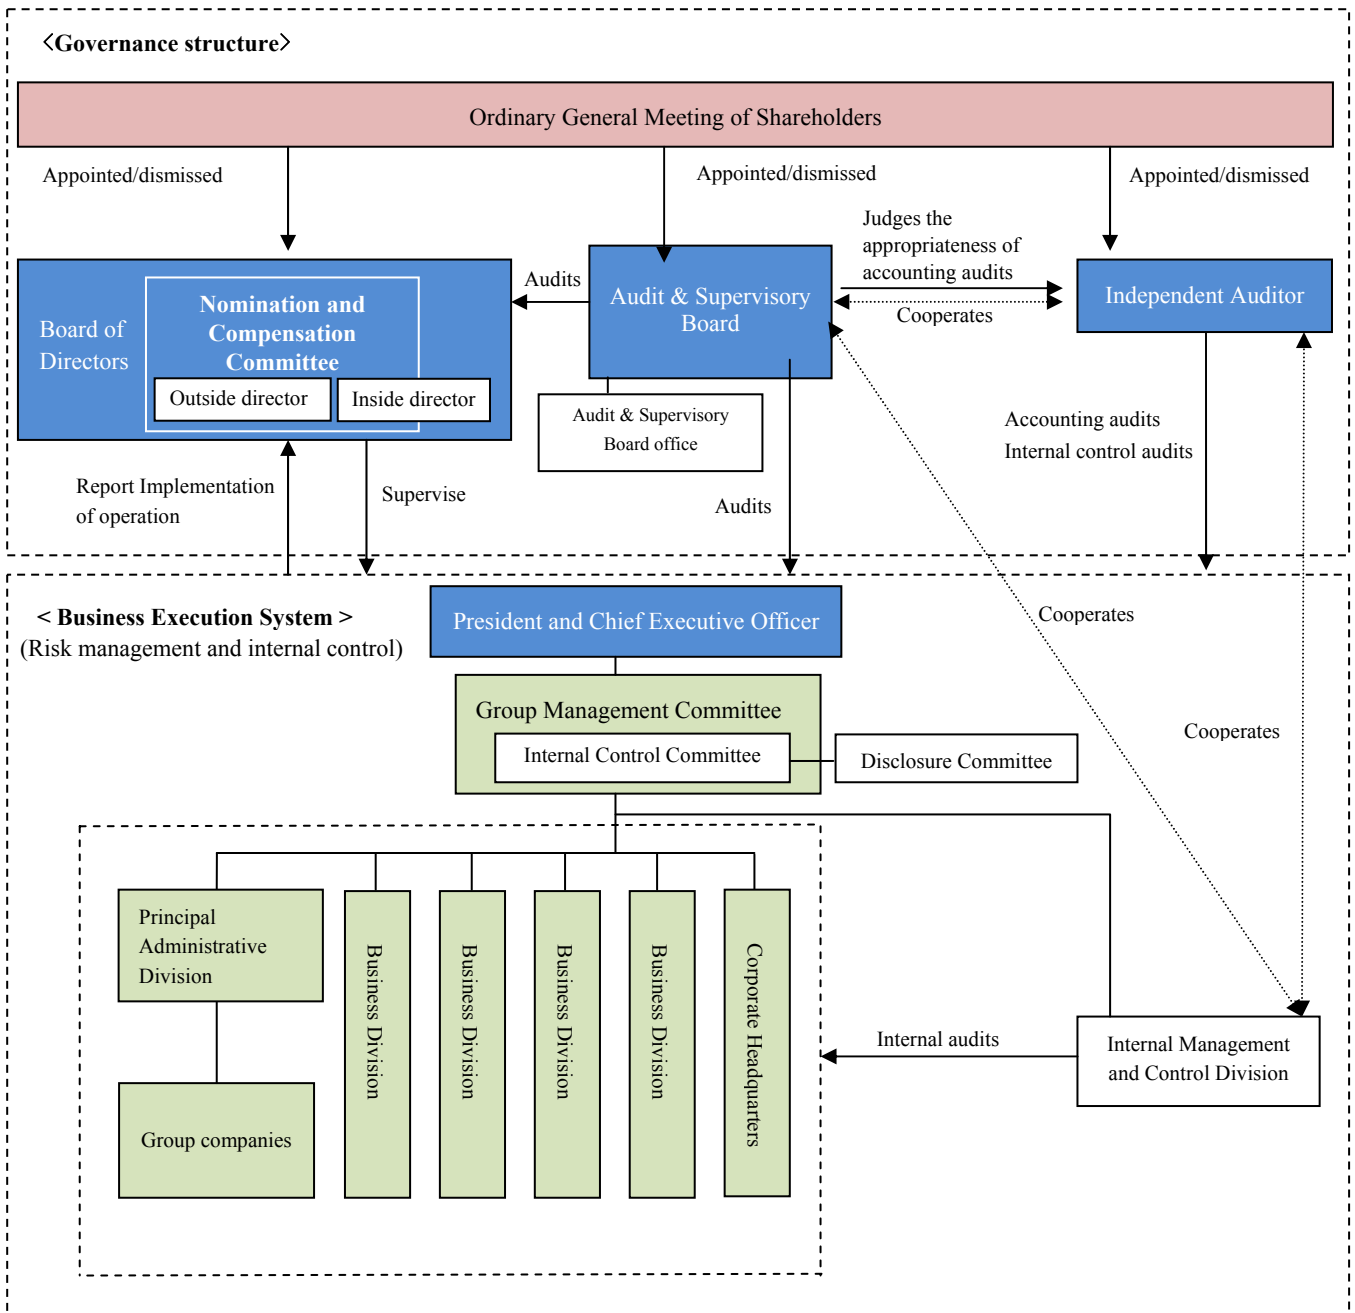 <Governance structure>
Ordinary General Meeting of Shareholders
Appointed/dismissed
Appointed/dismissed
Appointed/dismissed
Judges the
appropriateness of
accounting audits
Audits
Cooperates
Board of
Directors
Nomination and
Compensation
Committee
Outside director
Inside director
Audit & Supervisory
Board
Independent Auditor
Audit & Supervisory
Board office
Accounting audits
Internal control audits
Report Implementation
of operation
Supervise
Audits
< Business Execution System >
(Risk management and internal control)
President and Chief Executive Officer
Cooperates
Group Management Committee
Internal Control Committee
Disclosure Committee
Cooperates
Principal
Administrative
Division
Business Division
Business Division
Business Division
Business Division
Corporate Headquarters
Group companies
Internal audits
Internal Management
and Control Division